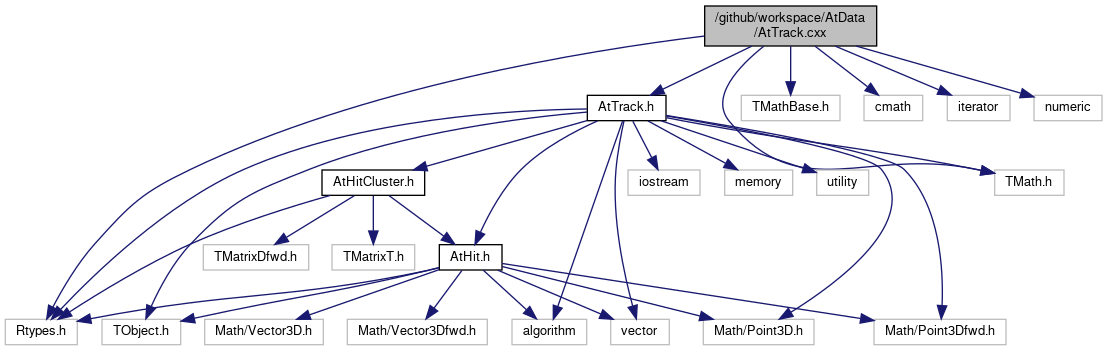 /github/workspace/AtData
/AtTrack.cxx
AtTrack.h
TMathBase.h
cmath
iterator
numeric
AtHitCluster.h
iostream
memory
utility
TMath.h
TMatrixDfwd.h
TMatrixT.h
AtHit.h
Rtypes.h
TObject.h
Math/Vector3D.h
Math/Vector3Dfwd.h
algorithm
vector
Math/Point3D.h
Math/Point3Dfwd.h